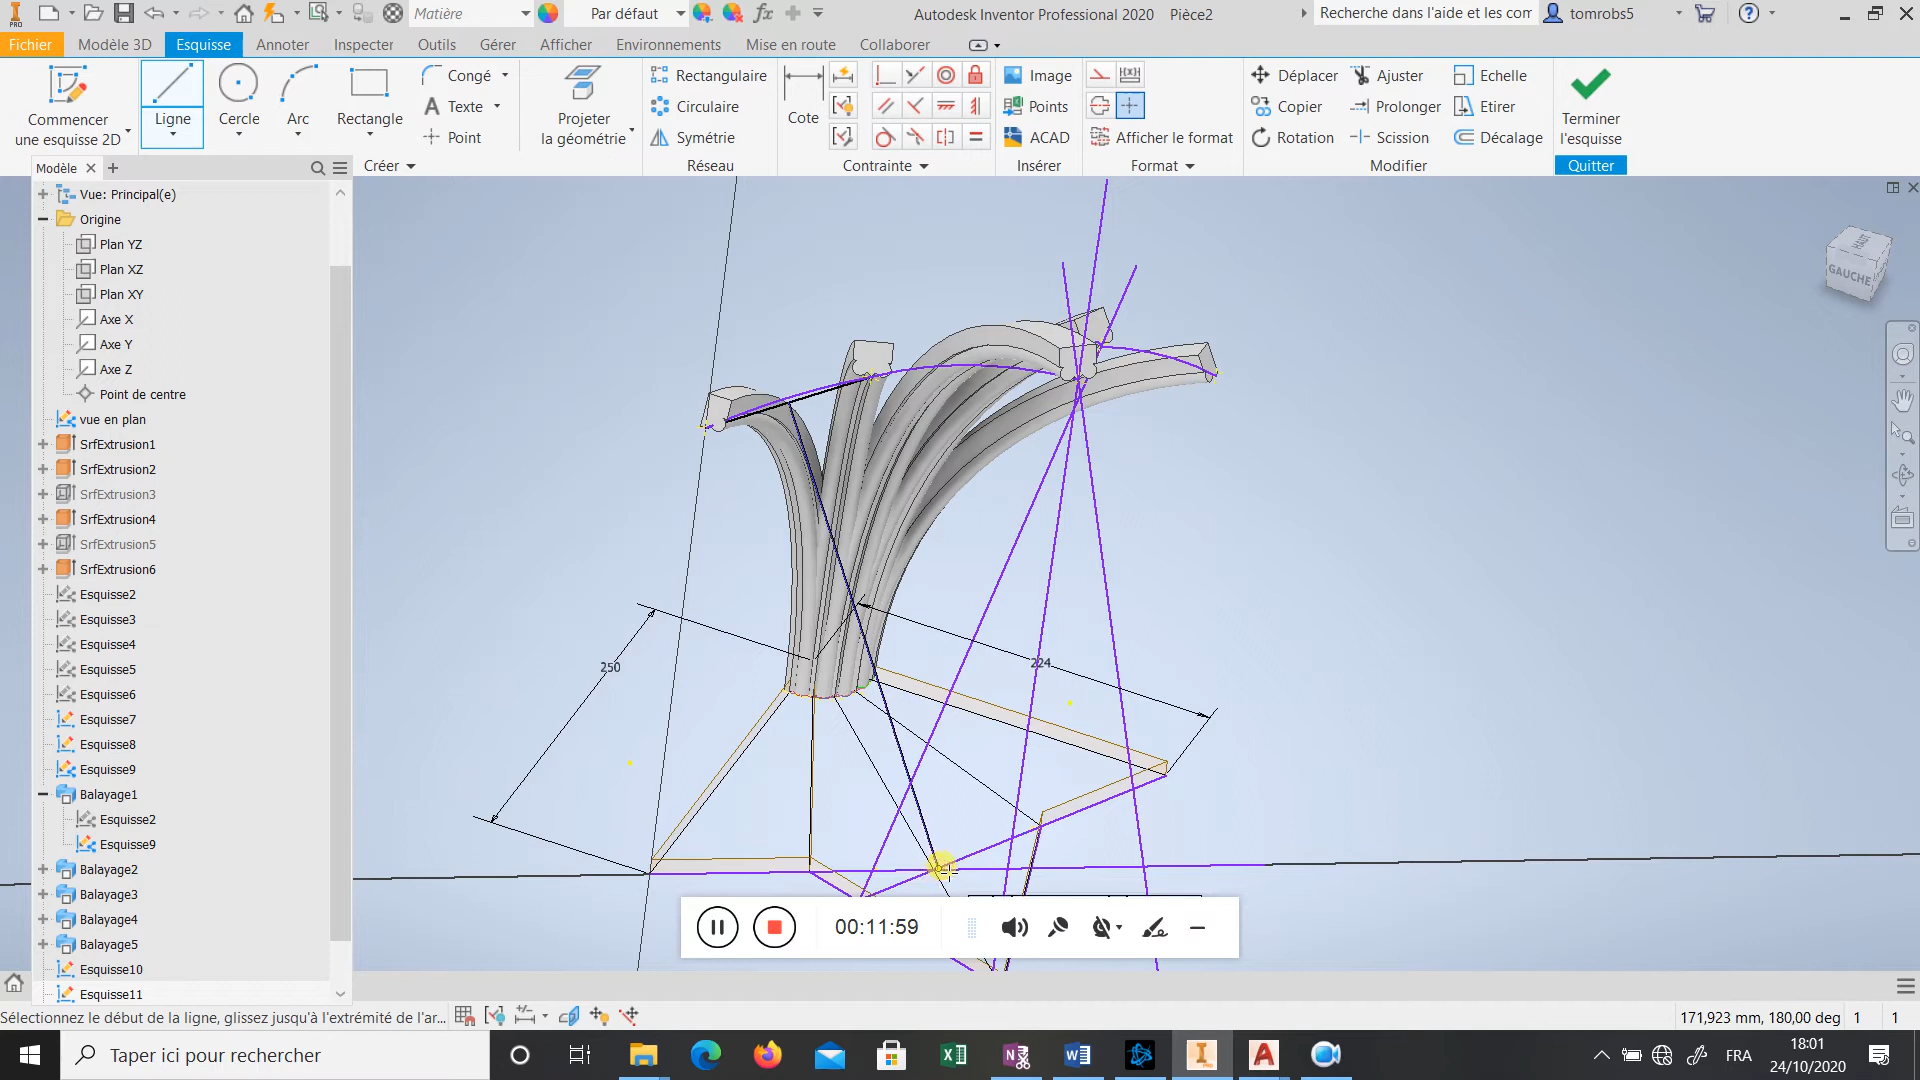 Matière
Par défaut
fx
Autodesk Inventor Professional 2020 Pièce2
Recherche dans l'aide et les com
tomrobs5
PRO
Fichier
Modèle 3D
Esquisse
Annoter
Inspecter
Outils
Gérer
Afficher
Environnements
Mise en route
Collaborer
Commencer
une esquisse 2D
Ligne
Cercle
Arc
Rectangle
Congé
Texte
Point
Créer
Projeter
la géométrie
Rectangulaire
Circulaire
Symétrie
Réseau
Cote
Contrainte
Image
Points
ACAD
Insérer
Afficher le format
Format
Déplacer
Copier
Rotation
Ajuster
Prolonger
Scission
Echelle
Etirer
Décalage
Modifier
Terminer
l'esquisse
Quitter
Modèle
Vue: Principal(e)
Origine
Plan YZ
Plan XZ
Plan XY
Axe X
Axe Y
Axe Z
Point de centre
vue en plan
SrfExtrusion1
SrfExtrusion2
SrfExtrusion3
SrfExtrusion4
SrfExtrusion5
SrfExtrusion6
Esquisse2
Esquisse3
Esquisse4
Esquisse5
Esquisse6
Esquisse7
Esquisse8
Esquisse9
Balayage1
Esquisse2
Esquisse9
Balayage2
Balayage3
Balayage4
Balayage5
Esquisse10
Esquisse11
HAUT
GAUCHE
250
224
00:11:59
Sélectionnez le début de la ligne, glissez jusqu'à l'extrémité de l'ar...
171,923 mm, 180,00 deg
1
1
Taper ici pour rechercher
FRA
18:01
24/10/2020